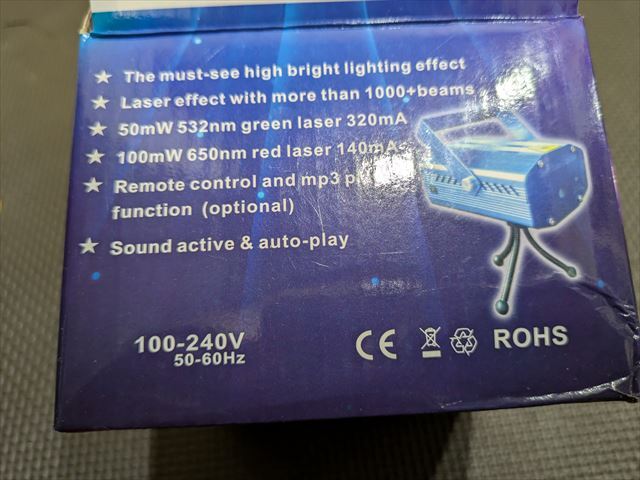 The must-see high bright lighting effect
Laser effect with more than 1000+beams
50mW 532nm green laser 320mA
100mW 650nm red laser 140mA
Remote control and mp3
function (optional)
Sound active & auto-play
100-240V
50-60Hz
CE
ROHS